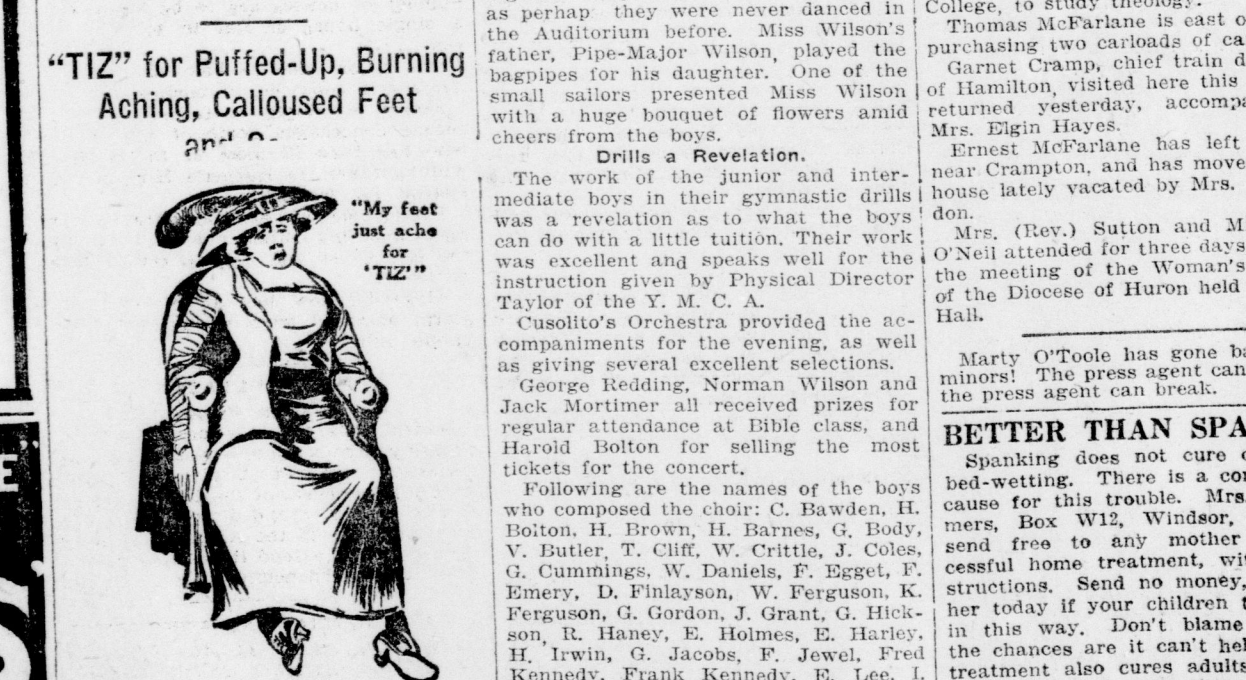 "TIZ" for Puffed-Up, Burning
Aching, Calloused Feet
"My feet
just ache
for
'TIZ'"
as perhap they were never danced in
the Auditorium before. Miss Wilson's
father, Pipe-Major Wilson, played the
bagpipes for his daughter. One of the
small sailors presented Miss Wilson
with a huge bouquet of flowers amid
cheers from the boys.
Drills a Revelation.
The work of the junior and inter-
mediate boys in their gymnastic drills
was a revelation as to what the boys
can do with a little tuition. Their work
was excellent and speaks well for the
instruction given by Physical Director
Taylor of the Y. M. C. A.
Cusolito's Orchestra provided the ac-
companiments for the evening, as well
as giving several excellent selections.
George Redding, Norman Wilson and
Jack Mortimer all received prizes for
regular attendance at Bible class, and
Harold Bolton for selling the most
tickets for the concert.
Following are the names of the boys
who composed the choir: C. Bawden, H.
Bolton, H. Brown, H. Barnes, G. Body,
V. Butler, T. Cliff, W. Crittle, J. Coles,
G. Cummings, W. Daniels, F. Egget, F.
Emery, D. Finlayson, W. Ferguson, K.
Ferguson, G. Gordon, J. Grant, G. Hick-
son, R. Haney, E. Holmes, E. Harley,
H. Irwin, G. Jacobs, F. Jewel, Fred
Kennedy, Frank Kennedy, E. Lee, I.
College, to study theology.
Thomas McFarlane is east o
purchasing two carloads of ca
Garnet Cramp, chief train d
of Hamilton, visited here this
returned yesterday, accompa
Mrs. Elgin Hayes.
Ernest McFarlane has left
near Crampton, and has move
house lately vacated by Mrs.
don.
Mrs. (Rev.) Sutton and M
O'Neil attended for three days
the meeting of the Woman's
of the Diocese of Huron held
Hall.
Marty O'Toole has gone ba
minors! The press agent can
the press agent can break.
BETTER THAN SPA
Spanking does not cure c
bed-wetting. There is a con
cause for this trouble. Mrs.
mers, Box W12, Windsor,
send free to any mother
cessful home treatment, wit
structions. Send no money,
her today if your children t
in this way. Don't blame
the chances are it can't hel
treatment also cures adults